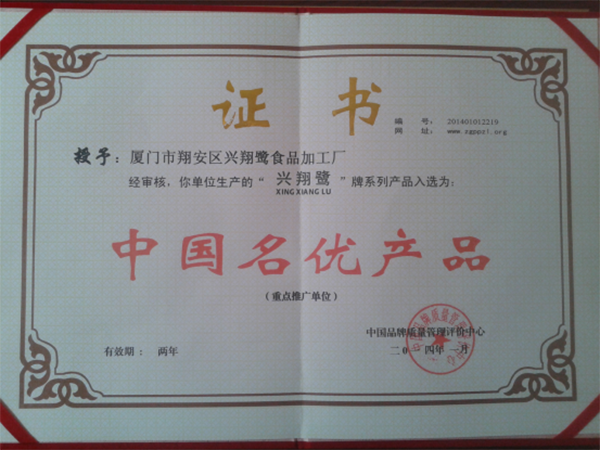 证书
编 号：201401012219
网 址：www.zgppzl.org
授予：厦门市翔安区兴翔鹭食品加工厂
经审核，你单位生产的“兴翔鹭”牌系列产品入选为：
XING XIANG LU
中国名优产品
（重点推广单位）
中国品牌质量管理评价中心
有效期： 两年
二〇一四年一月